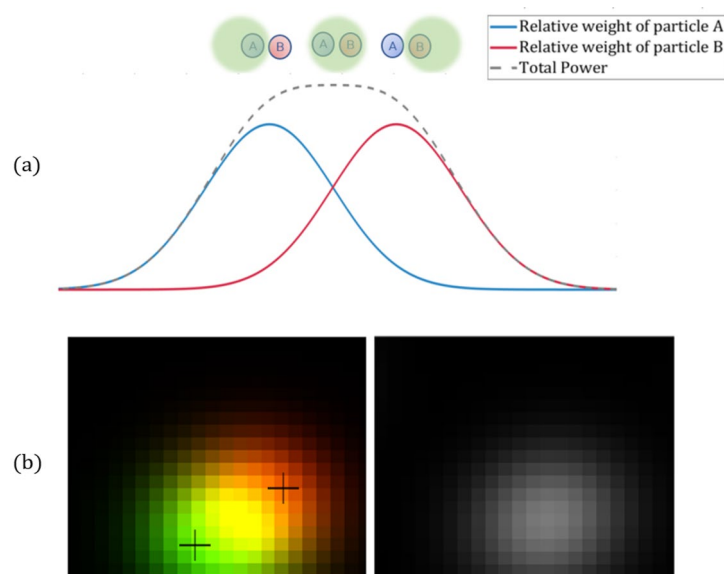 A B A B A B
Relative weight of particle A
Relative weight of particle B
Total Power
(a)
(b)